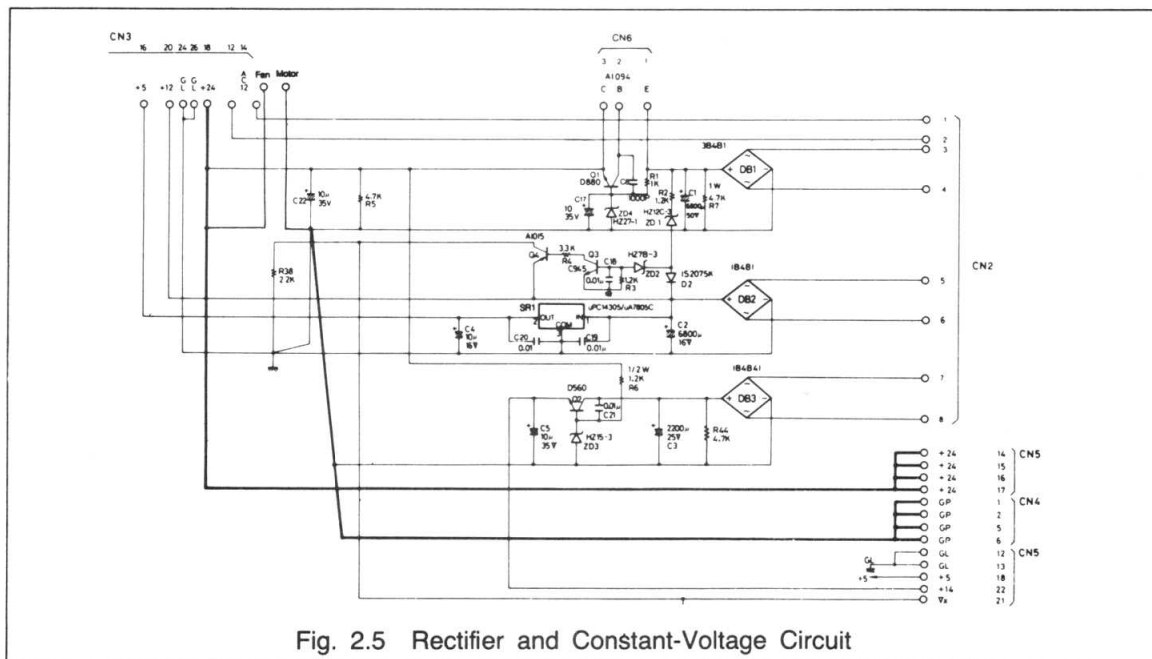 CN3
16 20 24 26 18 12 14
+5 +12 GL GL +24 AC12 Fan Motor
CN6
3 2 1
A1094
C B E
1
2
3
4
3B4B1
DB1
Q1
D880
C8
1000P
R1
1K
R2
1.2K
HZ12C-3
ZD1
C1
6800μ
50V
1W
4.7K
R7
C22
10μ
35V
4.7K
R5
C17
10
35V
ZD4
HZ27-1
A1015
Q4
3.3K
R4
Q3
C945
C18
0.01μ
1.2K
R3
HZ7B-3
ZD2
1S2075K
D2
1B4B1
DB2
5
6
CN2
R38
2.2K
SR1
μPC14305/μA7805C
OUT
COM
IN
2
3
1
C4
10μ
16V
C20
0.01
C19
0.01μ
C2
6800μ
16V
1/2W
1.2K
R6
1B4B41
DB3
7
8
D560
Q2
0.01μ
C21
C5
10μ
35V
HZ15-3
ZD3
2200μ
25V
C3
R44
4.7K
+24 14 CN5
+24 15
+24 16
+24 17
GP 1 CN4
GP 2
GP 5
GP 6
GL GL 12 CN5
GL 13
+5 +5 18
+14 22
Vx 21
Fig. 2.5 Rectifier and Constant-Voltage Circuit